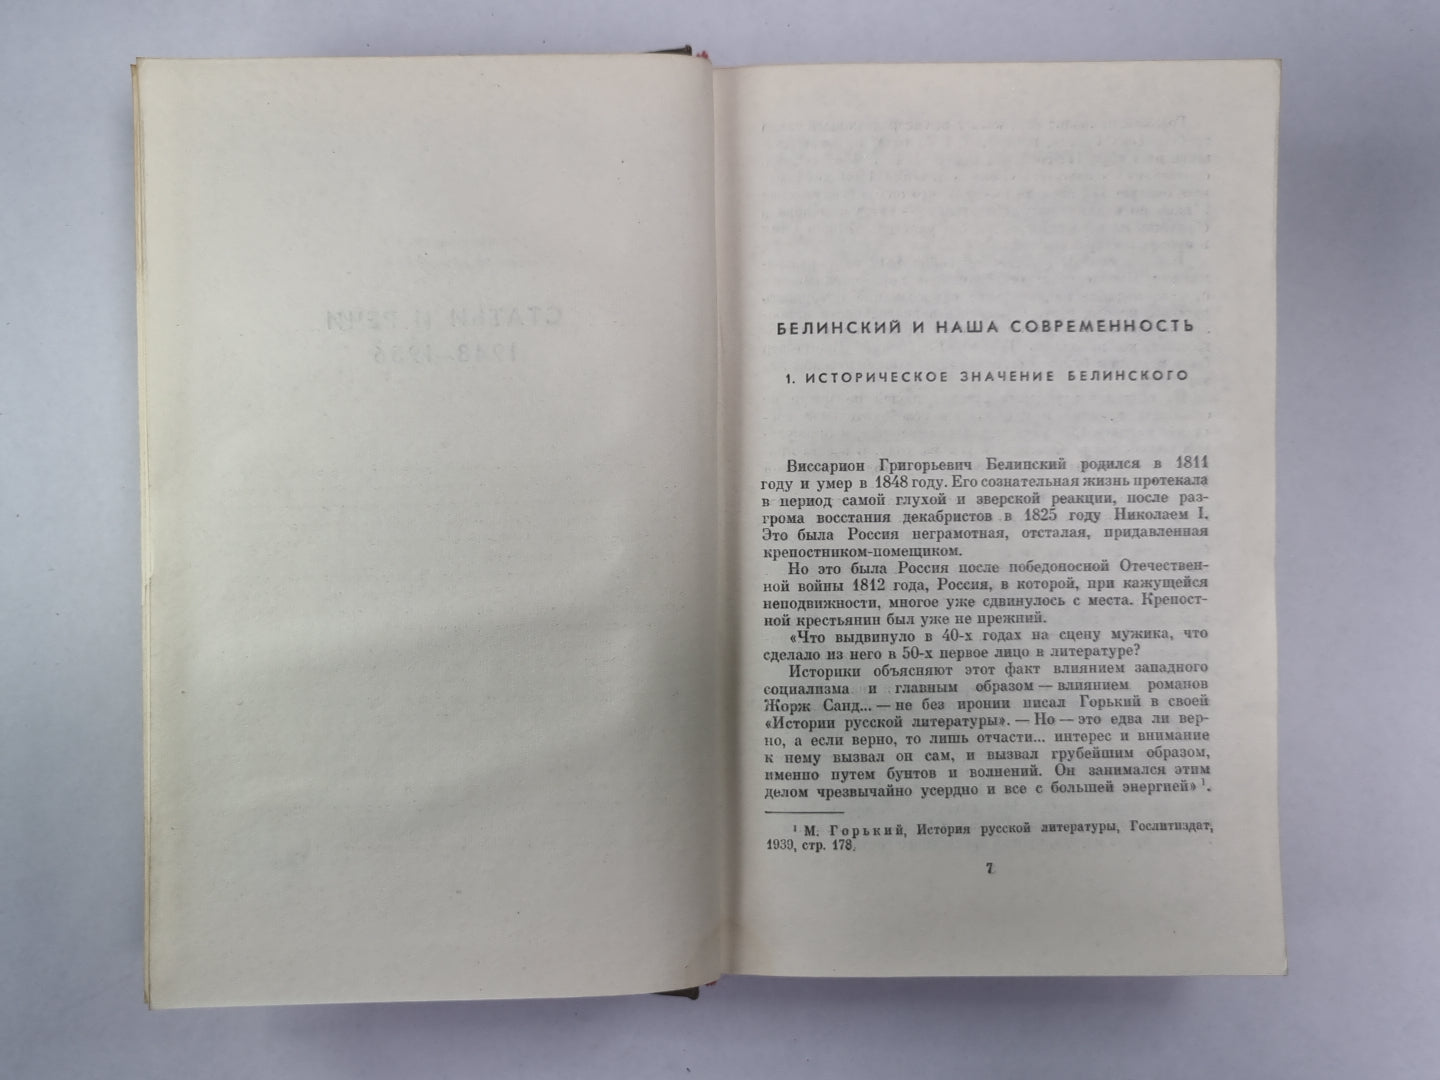 СТАТЬИ И РЕЧИ
БЕЛИНСКИЙ И НАША СОВРЕМЕННОСТЬ
1. ИСТОРИЧЕСКОЕ ЗНАЧЕНИЕ БЕЛИНСКОГО
Виссарион Григорьевич Белинский родился в 1811
году и умер в 1848 году. Его сознательная жизнь протекала
в период самой глухой и зверской реакции, после раз-
грома восстания декабристов в 1825 году Николаем I.
Это была Россия неграмотная, отсталая, придавленная
крепостником-помещиком.
Но это была Россия после победоносной Отечествен-
ной войны 1812 года, Россия, в которой, при кажущейся
неподвижности, многое уже сдвинулось с места. Крепост-
ной крестьянин был уже не прежний.
«Что выдвинуло в 40-х годах на сцену мужика, что
сделало из него в 50-х первое лицо в литературе?
Историки объясняют этот факт влиянием западного
социализма и главным образом — влиянием романов
Жорж Санд... — не без иронии писал Горький в своей
«Истории русской литературы». — Но — это едва ли вер-
но, а если верно, то лишь отчасти... интерес и внимание
к нему вызвал он сам, и вызвал грубейшим образом,
именно путем бунтов и волнений. Он занимался этим
делом чрезвычайно усердно и все с большей энергией» ¹.
¹ М. Горький, История русской литературы, Гослитиздат,
1939, стр. 178.
7